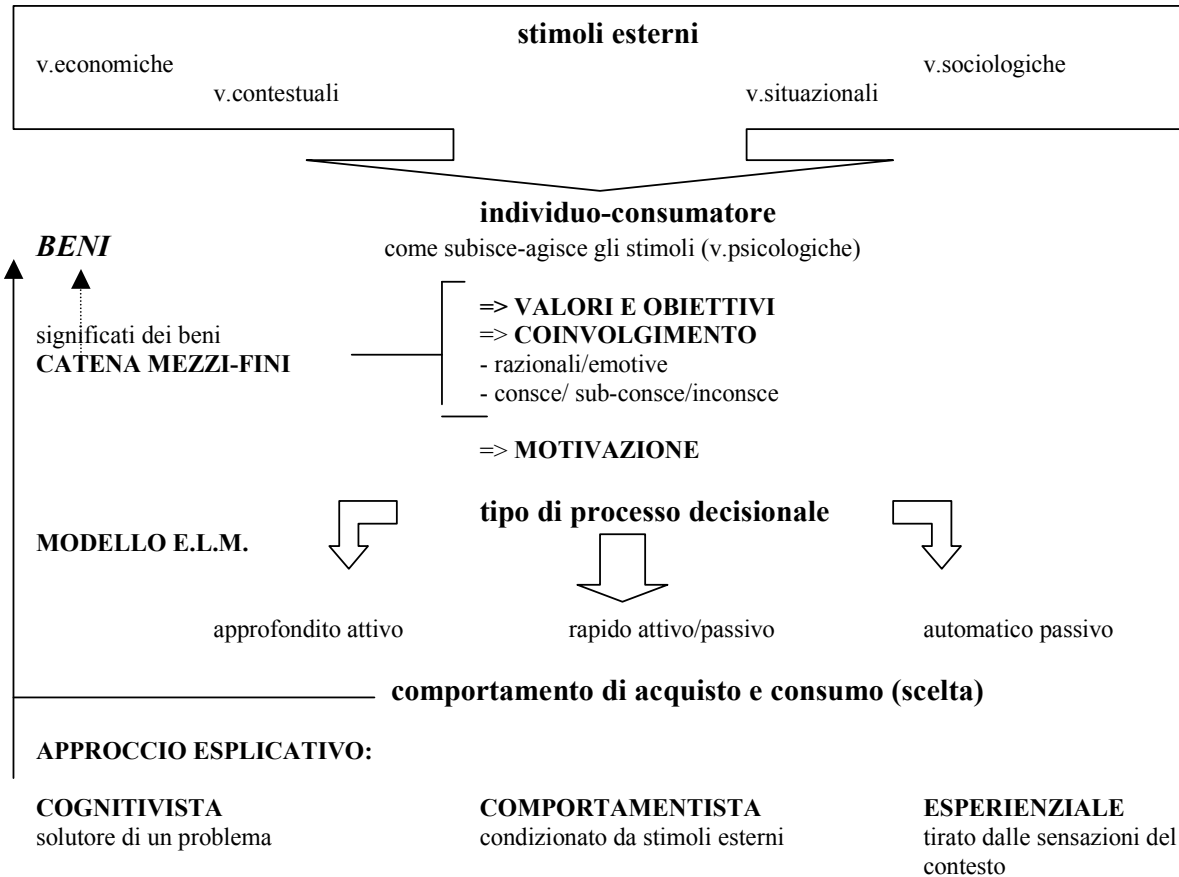 stimoli esterni
v.economiche
v.sociologiche
v.contestuali
v.situazionali
individuo-consumatore
BENI
come subisce-agisce gli stimoli (v.psicologiche)
=> VALORI E OBIETTIVI
significati dei beni
=> COINVOLGIMENTO
CATENA MEZZI-FINI
- razionali/emotive
- consce/ sub-consce/inconsce
=> MOTIVAZIONE
tipo di processo decisionale
MODELLO E.L.M.
approfondito attivo
rapido attivo/passivo
automatico passivo
comportamento di acquisto e consumo (scelta)
APPROCCIO ESPLICATIVO:
COGNITIVISTA
solutore di un problema
COMPORTAMENTISTA
condizionato da stimoli esterni
ESPERIENZIALE
tirato dalle sensazioni del
contesto